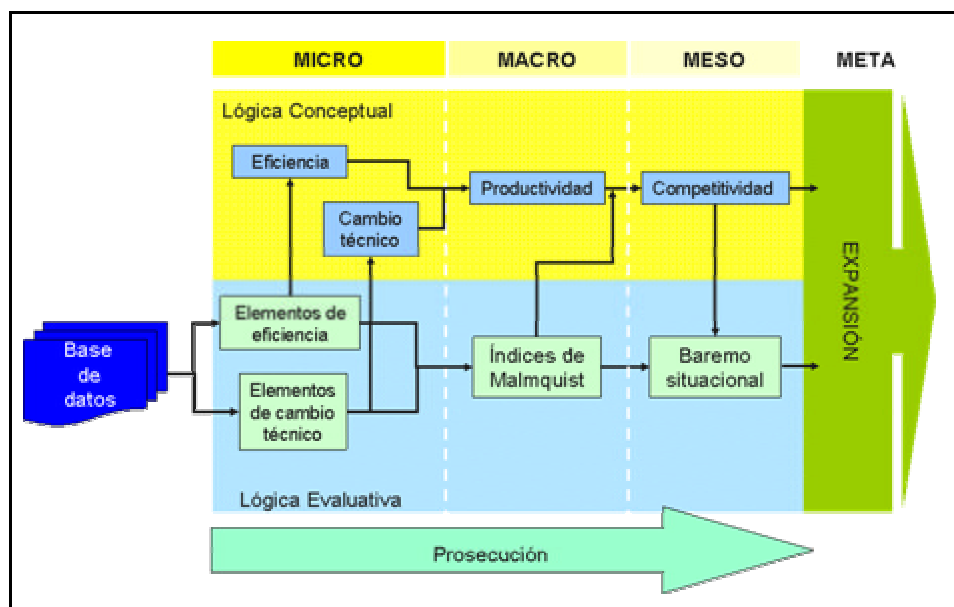 MICRO
MACRO
MESO
META
Lógica Conceptual
Eficiencia
Cambio
técnico
Productividad
Competitividad
EXPANSIÓN
Elementos de
eficiencia
Base
de
datos
Elementos
de cambio
técnico
Índices de
Malmquist
Baremo
situacional
Lógica Evaluativa
Prosecución